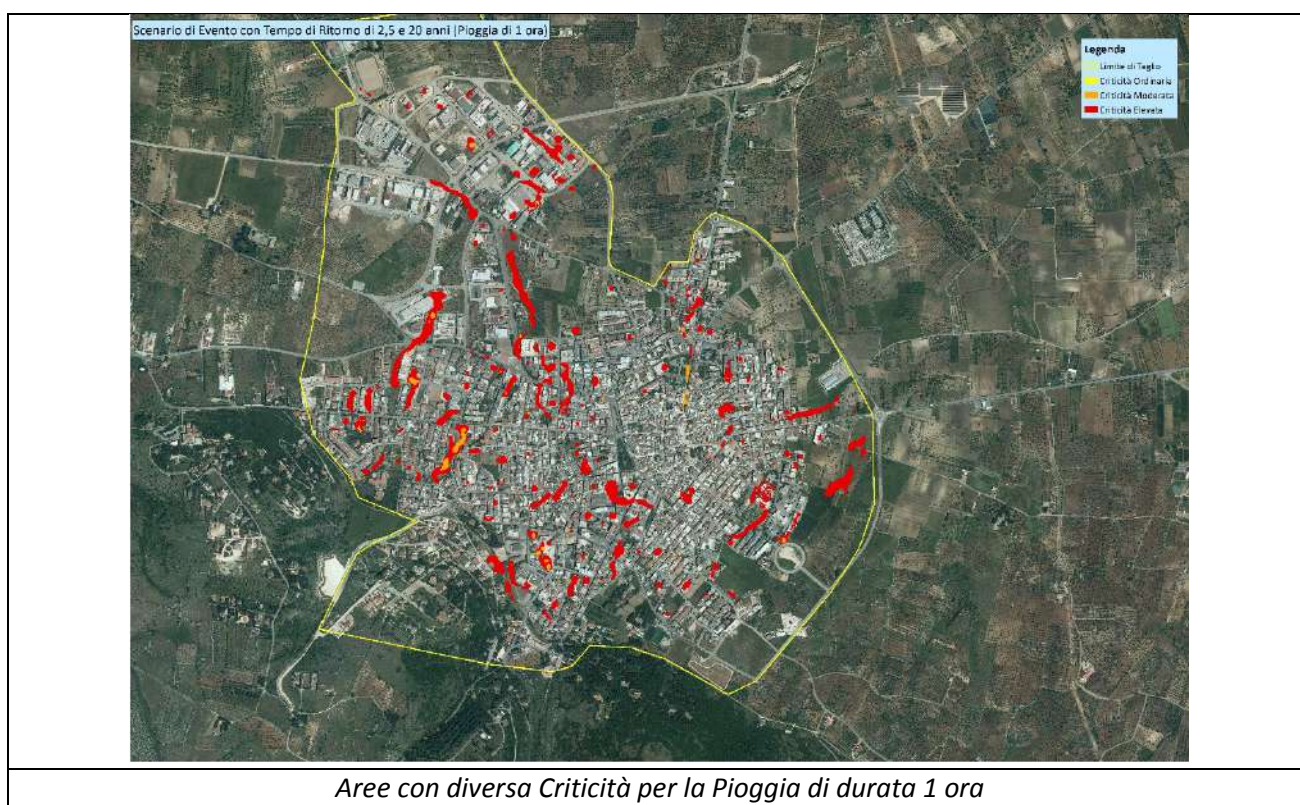 Scenario di Evento con Tempo di Ritorno di 2,5 e 20 anni (Pioggia di 1 ora)
Legenda
Limite di Taglio
Criticità Ordinaria
Criticità Moderata
Criticità Elevata
Aree con diversa Criticità per la Pioggia di durata 1 ora